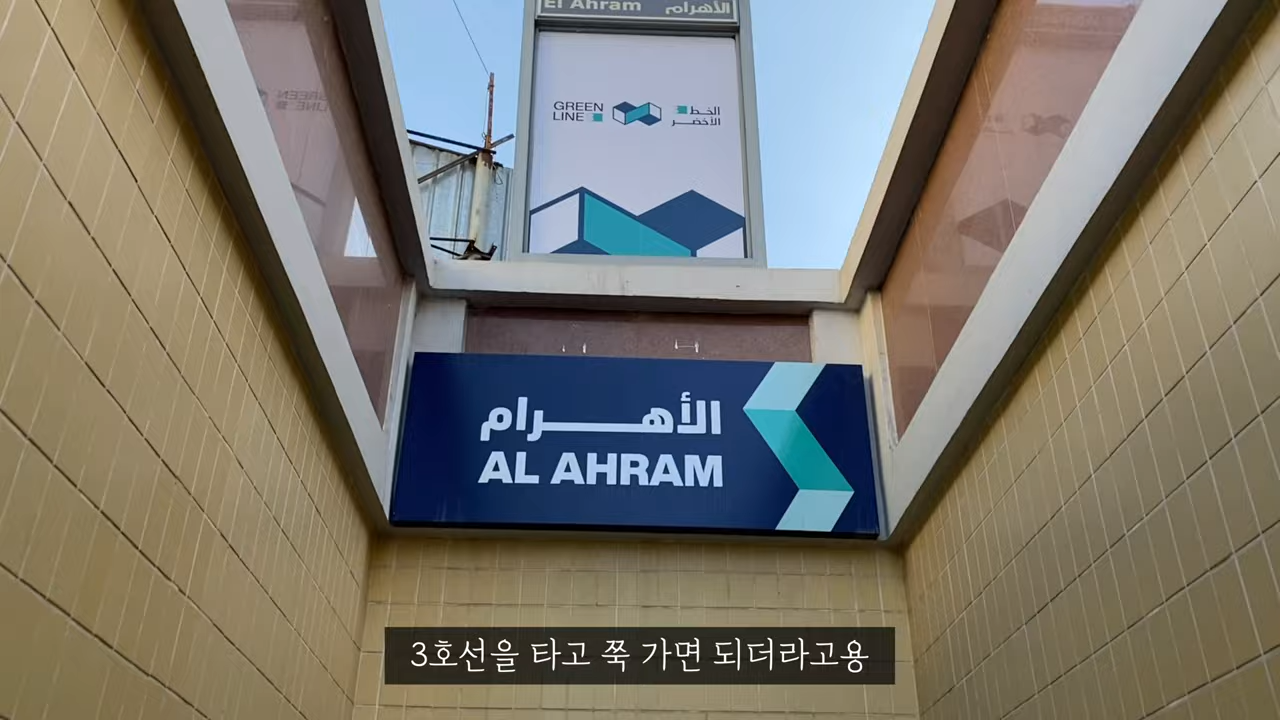 El Ahram الأهرام
GREEN LINE
الخط الأخضر
الأهـــرام
AL AHRAM
3호선을 타고 쭉 가면 되더라고용